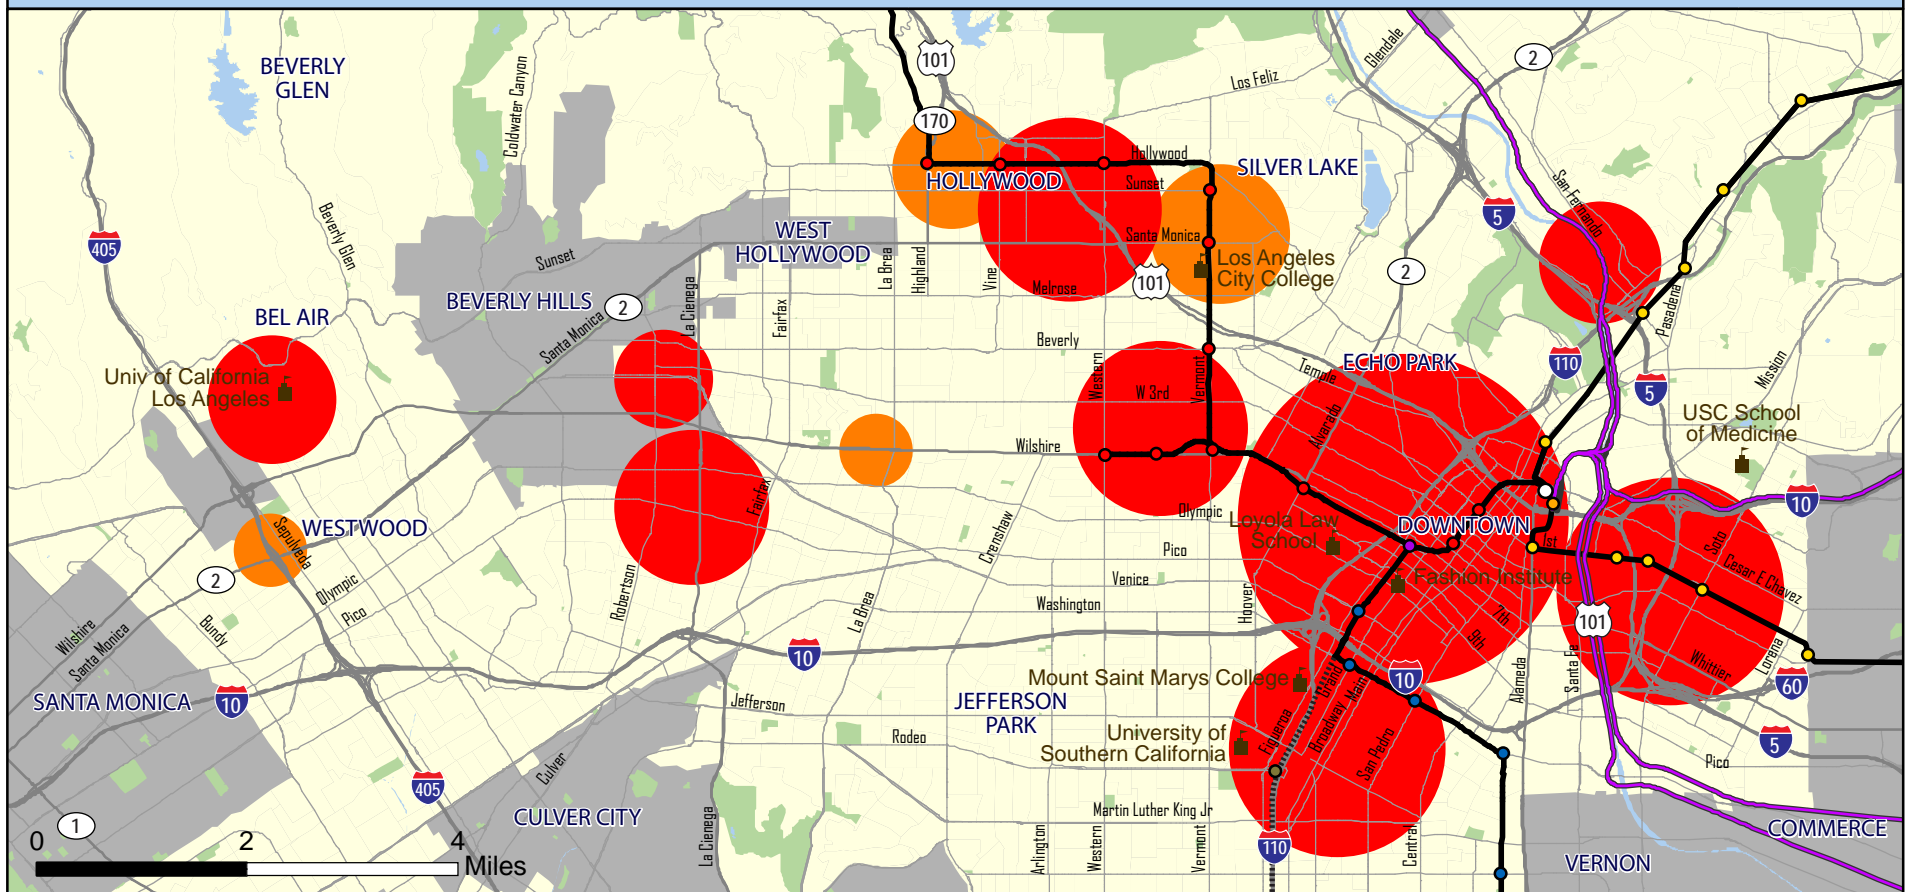 BEVERLY
GLEN
Coldwater Canyon
101
170
Los Feliz
Glendale
2
Hollywood
HOLLYWOOD
Sunset
SILVER LAKE
San Fernando
5
405
Beverly Glen
Sunset
WEST
HOLLYWOOD
La Brea
Highland
Vine
Santa Monica
Los Angeles
City College
101
2
Melrose
BEVERLY HILLS
2
La Cienega
Fairfax
Santa Monica
BEL AIR
Beverly
Pasadena
Univ of California
Los Angeles
Western
W 3rd
Vermont
Temple
ECHO PARK
110
5
Mission
Alvarado
USC School
of Medicine
Wilshire
Fairfax
10
Sepulveda
WESTWOOD
Crenshaw
Olympic
Pico
Loyola Law
School
DOWNTOWN
1st
Soto
Cesar E Chavez
2
Olympic
Pico
Robertson
Venice
Washington
La Brea
Hoover
Fashion Institute
7th
9th
101
Wilshire
Santa Monica
Bundy
10
Mount Saint Marys College
Grand
Main
10
Alameda
Santa Fe
Whittier
Lorena
60
SANTA MONICA
10
Jefferson
JEFFERSON
PARK
University of
Southern California
Figueroa
Broadway
San Pedro
5
Pico
Rodeo
Culver
405
CULVER CITY
La Cienega
Martin Luther King Jr
Arlington
Western
Vermont
110
Central
VERNON
COMMERCE
1
0 2 4
Miles